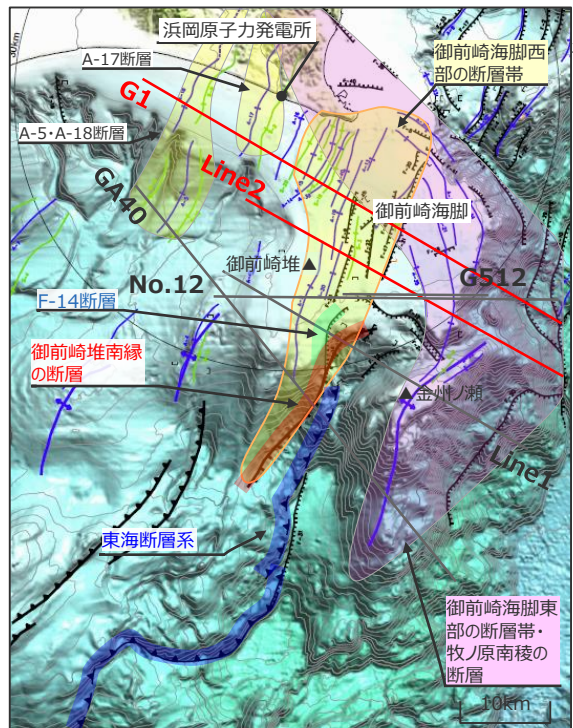 浜岡原子力発電所
A-17断層
御前崎海脚西
部の断層帯
30km
G1
A-5・A-18断層
Line2
GA40
御前崎海脚
御前崎堆▲
No.12
G512
F-14断層
御前崎堆南縁
の断層
▲金州ノ瀬
Line1
東海断層系
御前崎海脚東
部の断層帯・
牧ノ原南稜の
断層
10km